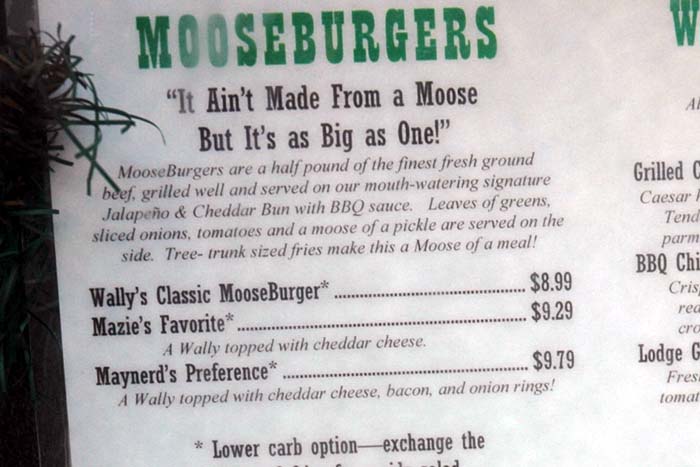 MOOSEBURGERS
"It Ain't Made From a Moose
But It's as Big as One!"
MooseBurgers are a half pound of the finest fresh ground
beef, grilled well and served on our mouth-watering signature
Jalapeño & Cheddar Bun with BBQ sauce. Leaves of greens,
sliced onions, tomatoes and a moose of a pickle are served on the
side. Tree- trunk sized fries make this a Moose of a meal!
Wally's Classic MooseBurger* $8.99
Mazie's Favorite* $9.29
A Wally topped with cheddar cheese.
Maynerd's Preference* $9.79
A Wally topped with cheddar cheese, bacon, and onion rings!
* Lower carb option—exchange the
W
Grilled
Caesar
Tend
parm
BBQ Chi
Cris
red
cro
Lodge G
Fres
tomat